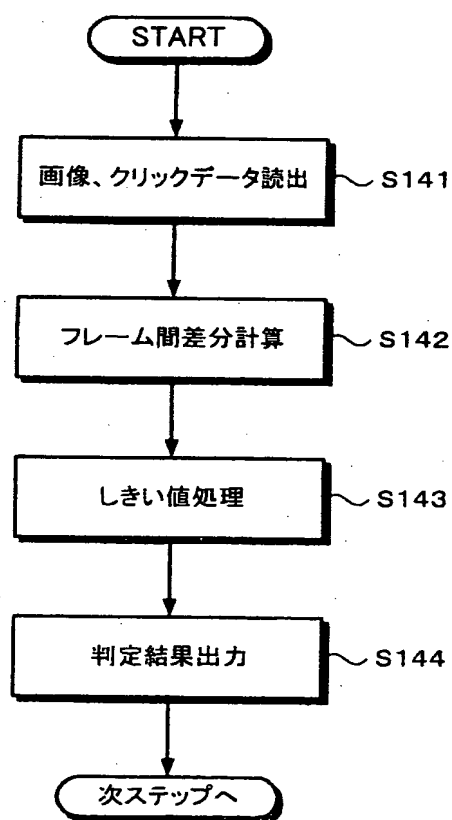 START
画像、クリックデータ読出
S141
フレーム間差分計算
S142
しきい値処理
S143
判定結果出力
S144
次ステップへ